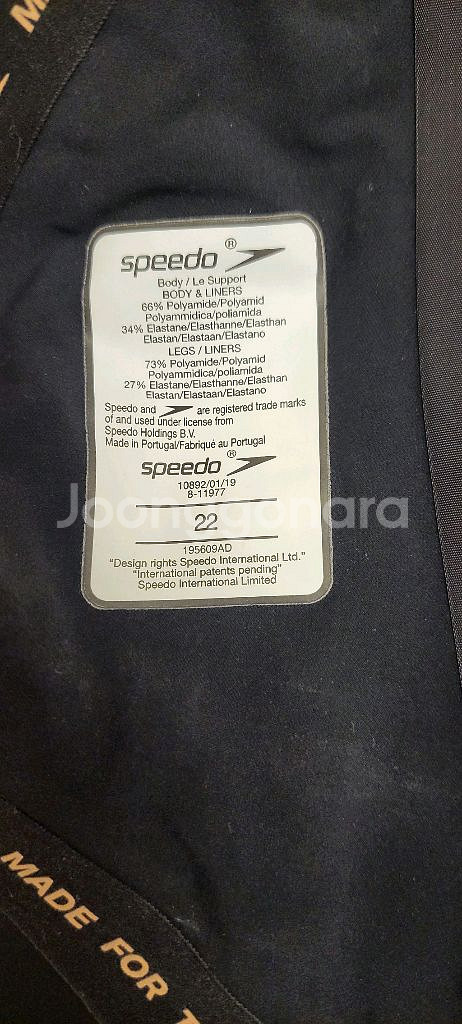 M
speedo®
Body / Le Support
BODY & LINERS
66% Polyamide/Polyamid
Polyammidica/poliamida
34% Elastane/Elasthanne/Elasthan
Elastan/Elastaan/Elastano
LEGS / LINERS
73% Polyamide/Polyamid
Polyammidica/poliamida
27% Elastane/Elasthanne/Elasthan
Elastan/Elastaan/Elastano
Speedo and are registered trade marks
of and used under license from
Speedo Holdings B.V.
Made in Portugal/Fabriqué au Portugal
speedo®
10892/01/19
8-11977
Joonggonara
22
195609AD
"Design rights Speedo International Ltd."
"International patents pending"
Speedo International Limited
MADE FOR T